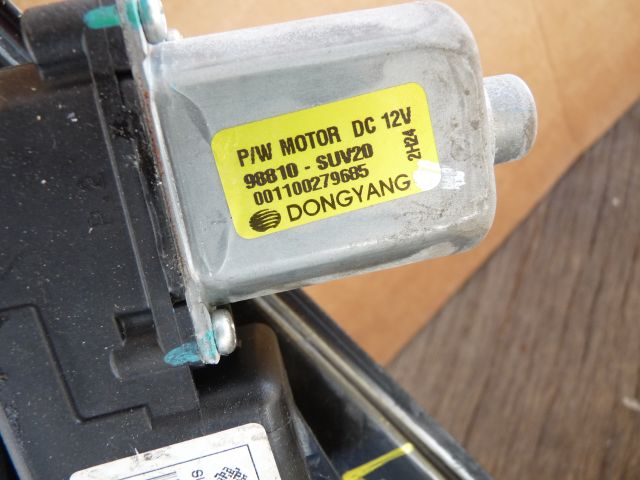 P/W MOTOR DC 12V
98810 - SUV20
001100279685
2H24
DONGYANG